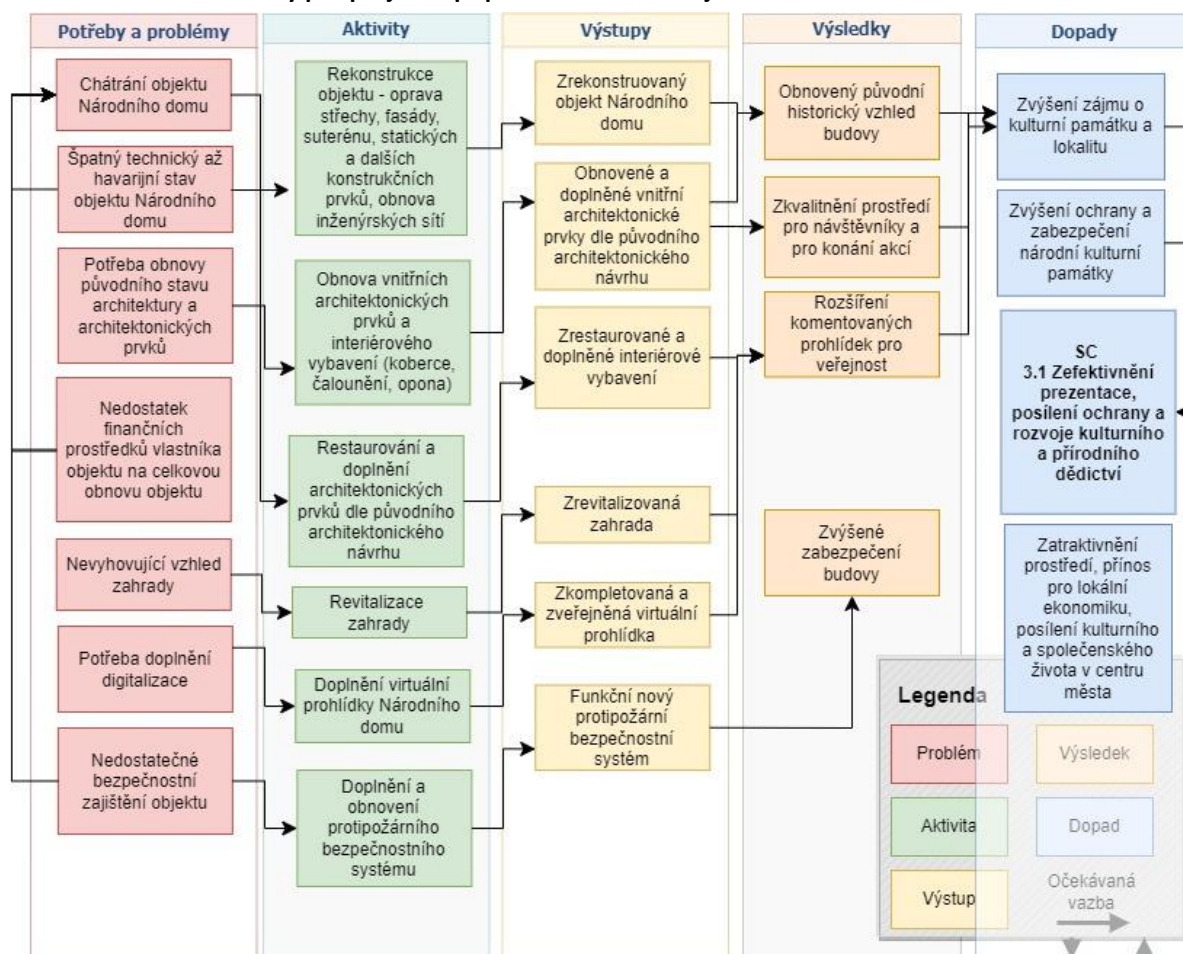 Potřeby a problémy
Chátrání objektu
Národního domu
Špatný technický až
havarijní stav
objektu Národního
domu
Potřeba obnovy
původního stavu
architektury a
architektonických
prvků
Nedostatek
finančních
prostředků vlastníka
objektu na celkovou
obnovu objektu
Nevyhovující vzhled
zahrady
Potřeba doplnění
digitalizace
Nedostatečné
bezpečnostní
zajištění objektu
Aktivity
Rekonstrukce
objektu - oprava
střechy, fasády,
suterénu, statických
a dalších
konstrukčních
prvků, obnova
inženýrských sítí
Obnova vnitřních
architektonických
prvků a
interiérového
vybavení (koberce,
čalounění, opona)
Restaurování a
doplnění
architektonických
prvků dle původního
architektonického
návrhu
Revitalizace
zahrady
Doplnění virtuální
prohlídky Národního
domu
Doplnění a
obnovení
protipožárního
bezpečnostního
systému
Výstupy
Zrekonstruovaný
objekt Národního
domu
Obnovené a
doplněné vnitřní
architektonické
prvky dle původního
architektonického
návrhu
Zrestaurované a
doplněné interiérové
vybavení
Zrevitalizovaná
zahrada
Zkompletovaná a
zveřejněná virtuální
prohlídka
Funkční nový
protipožární
bezpečnostní
systém
Výsledky
Obnovený původní
historický vzhled
budovy
Zkvalitnění prostředí
pro návštěvníky a
pro konání akcí
Rozšíření
komentovaných
prohlídek pro
veřejnost
Zvýšené
zabezpečení
budovy
Dopady
Zvýšení zájmu o
kulturní památku a
lokalitu
Zvýšení ochrany a
zabezpečení
národní kulturní
památky
SC
3.1 Zefektivnění
prezentace,
posílení ochrany a
rozvoje kulturního
a přírodního
dědictví
Zatraktivnění
prostředí, přínos
pro lokální
ekonomiku,
posílení kulturního
a společenského
života v centru
města
Legenda
Problém
Výsledek
Aktivita
Dopad
Výstup
Očekávaná
vazba